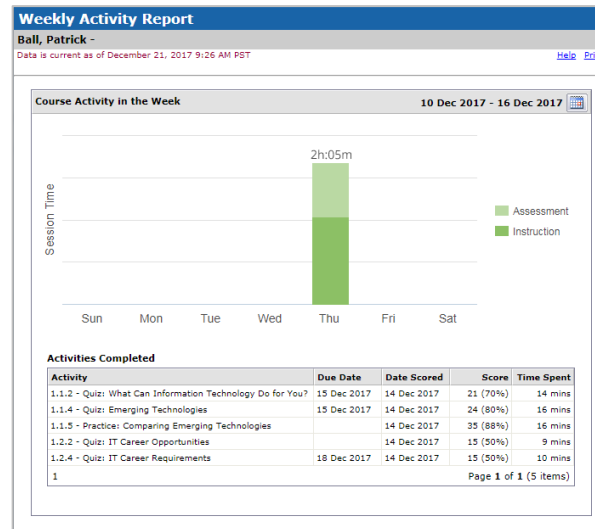 Weekly Activity Report
Ball, Patrick -
Data is current as of December 21, 2017 9:26 AM PST
Help Pri
Course Activity in the Week 10 Dec 2017 - 16 Dec 2017
2h:05m
Session Time
Assessment
Instruction
Sun Mon Tue Wed Thu Fri Sat
Activities Completed
Activity Due Date Date Scored Score Time Spent
1.1.2 - Quiz: What Can Information Technology Do for You? 15 Dec 2017 14 Dec 2017 21 (70%) 14 mins
1.1.4 - Quiz: Emerging Technologies 15 Dec 2017 14 Dec 2017 24 (80%) 16 mins
1.1.5 - Practice: Comparing Emerging Technologies 14 Dec 2017 35 (88%) 16 mins
1.2.2 - Quiz: IT Career Opportunities 14 Dec 2017 15 (50%) 9 mins
1.2.4 - Quiz: IT Career Requirements 18 Dec 2017 14 Dec 2017 15 (50%) 10 mins
1 Page 1 of 1 (5 items)